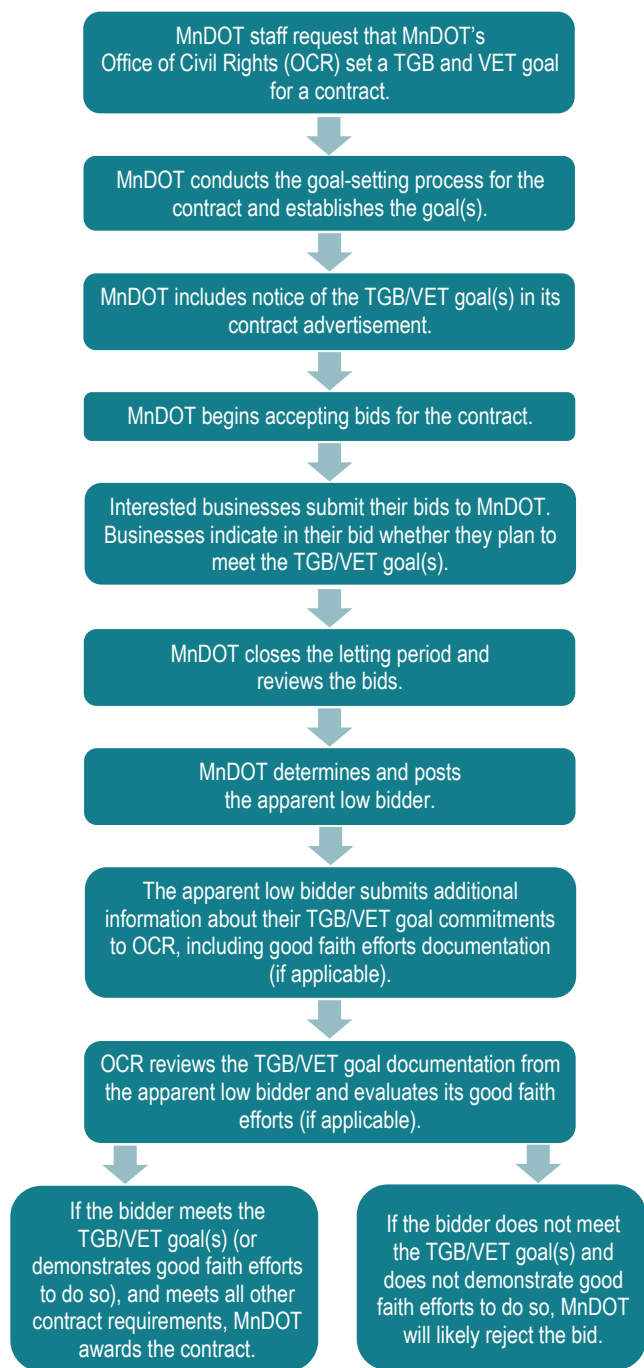 MnDOT staff request that MnDOT’s
Office of Civil Rights (OCR) set a TGB and VET goal
for a contract.
MnDOT conducts the goal-setting process for the
contract and establishes the goal(s).
MnDOT includes notice of the TGB/VET goal(s) in its
contract advertisement.
MnDOT begins accepting bids for the contract.
Interested businesses submit their bids to MnDOT.
Businesses indicate in their bid whether they plan to
meet the TGB/VET goal(s).
MnDOT closes the letting period and
reviews the bids.
MnDOT determines and posts
the apparent low bidder.
The apparent low bidder submits additional
information about their TGB/VET goal commitments
to OCR, including good faith efforts documentation
(if applicable).
OCR reviews the TGB/VET goal documentation from
the apparent low bidder and evaluates its good faith
efforts (if applicable).
If the bidder meets the
TGB/VET goal(s) (or
demonstrates good faith efforts
to do so), and meets all other
contract requirements, MnDOT
awards the contract.
If the bidder does not meet
the TGB/VET goal(s) and
does not demonstrate good
faith efforts to do so, MnDOT
will likely reject the bid.